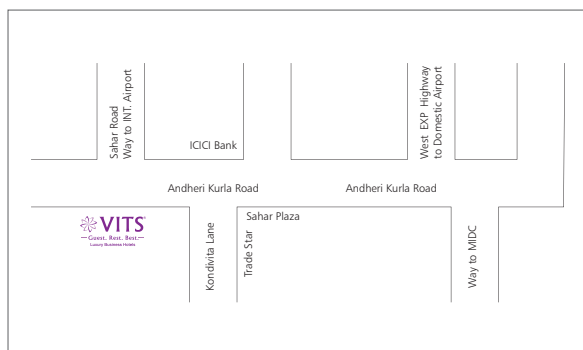 Sahar Road
Way to INT. Airport
West EXP Highway
to Domestic Airport
ICICI Bank
Andheri Kurla Road
Andheri Kurla Road
VITS
Guest. Rest. Best.
Luxury Business Hotels
Kondivita Lane
Sahar Plaza
Trade Star
Way to MIDC